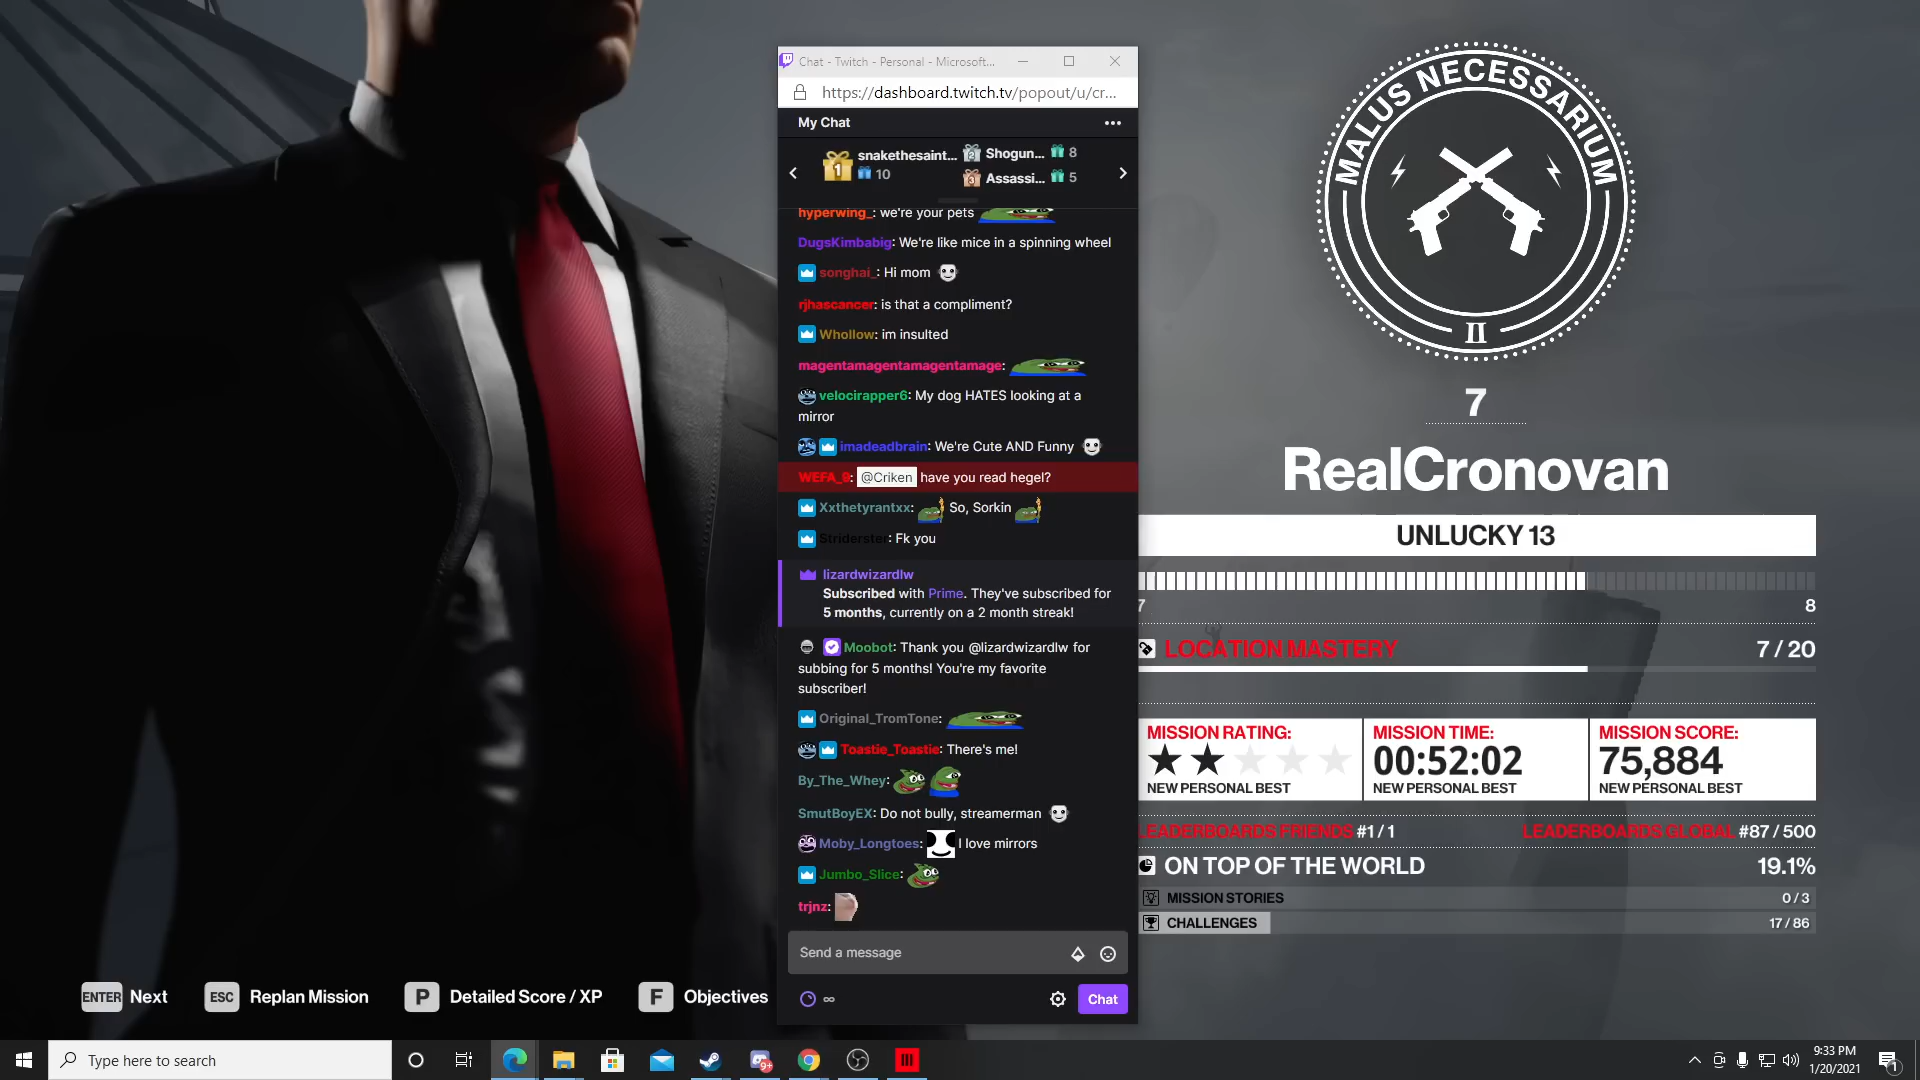 Chat - Twitch - Personal - Microsoft...
https://dashboard.twitch.tv/popout/u/cr...
My Chat
1
snakethesaint...
10
2 Shogun... 8
3 Assassi... 5
hyperwing_: we're your pets
DugsKimbabig: We're like mice in a spinning wheel
songhai_: Hi mom
rjhascancer: is that a compliment?
Whollow: im insulted
magentamagentamagentamage:
velocirapper6: My dog HATES looking at a
mirror
imadeadbrain: We're Cute AND Funny
WEFA_9: @Criken have you read hegel?
Xxthetyrantxx: So, Sorkin
Striderster: Fk you
lizardwizardlw
Subscribed with Prime. They've subscribed for
5 months, currently on a 2 month streak!
Moobot: Thank you @lizardwizardlw for
subbing for 5 months! You're my favorite
subscriber!
Original_TromTone:
Toastie_Toastie: There's me!
By_The_Whey:
SmutBoyEX: Do not bully, streamerman
Moby_Longtoes: I love mirrors
Jumbo_Slice:
trjnz:
Send a message
∞
Chat
MALUS NECESSARIUM
II
7
RealCronovan
UNLUCKY 13
7 8
LOCATION MASTERY 7 / 20
MISSION RATING:
NEW PERSONAL BEST
MISSION TIME:
00:52:02
NEW PERSONAL BEST
MISSION SCORE:
75,884
NEW PERSONAL BEST
LEADERBOARDS FRIENDS #1 / 1 LEADERBOARDS GLOBAL #87 / 500
ON TOP OF THE WORLD 19.1%
MISSION STORIES 0 / 3
CHALLENGES 17 / 86
ENTER Next ESC Replan Mission P Detailed Score / XP F Objectives
Type here to search
9+
9:33 PM
1/20/2021
1